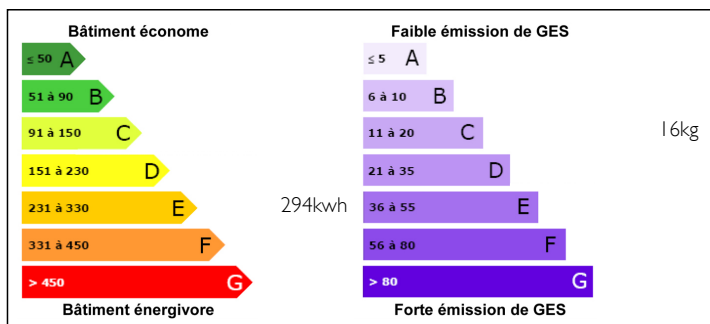 Bâtiment économe
≤ 50 A
51 à 90 B
91 à 150 C
151 à 230 D
231 à 330 E
294kwh
331 à 450 F
> 450 G
Bâtiment énergivore
Faible émission de GES
≤ 5 A
6 à 10 B
11 à 20 C
16kg
21 à 35 D
36 à 55 E
56 à 80 F
> 80 G
Forte émission de GES